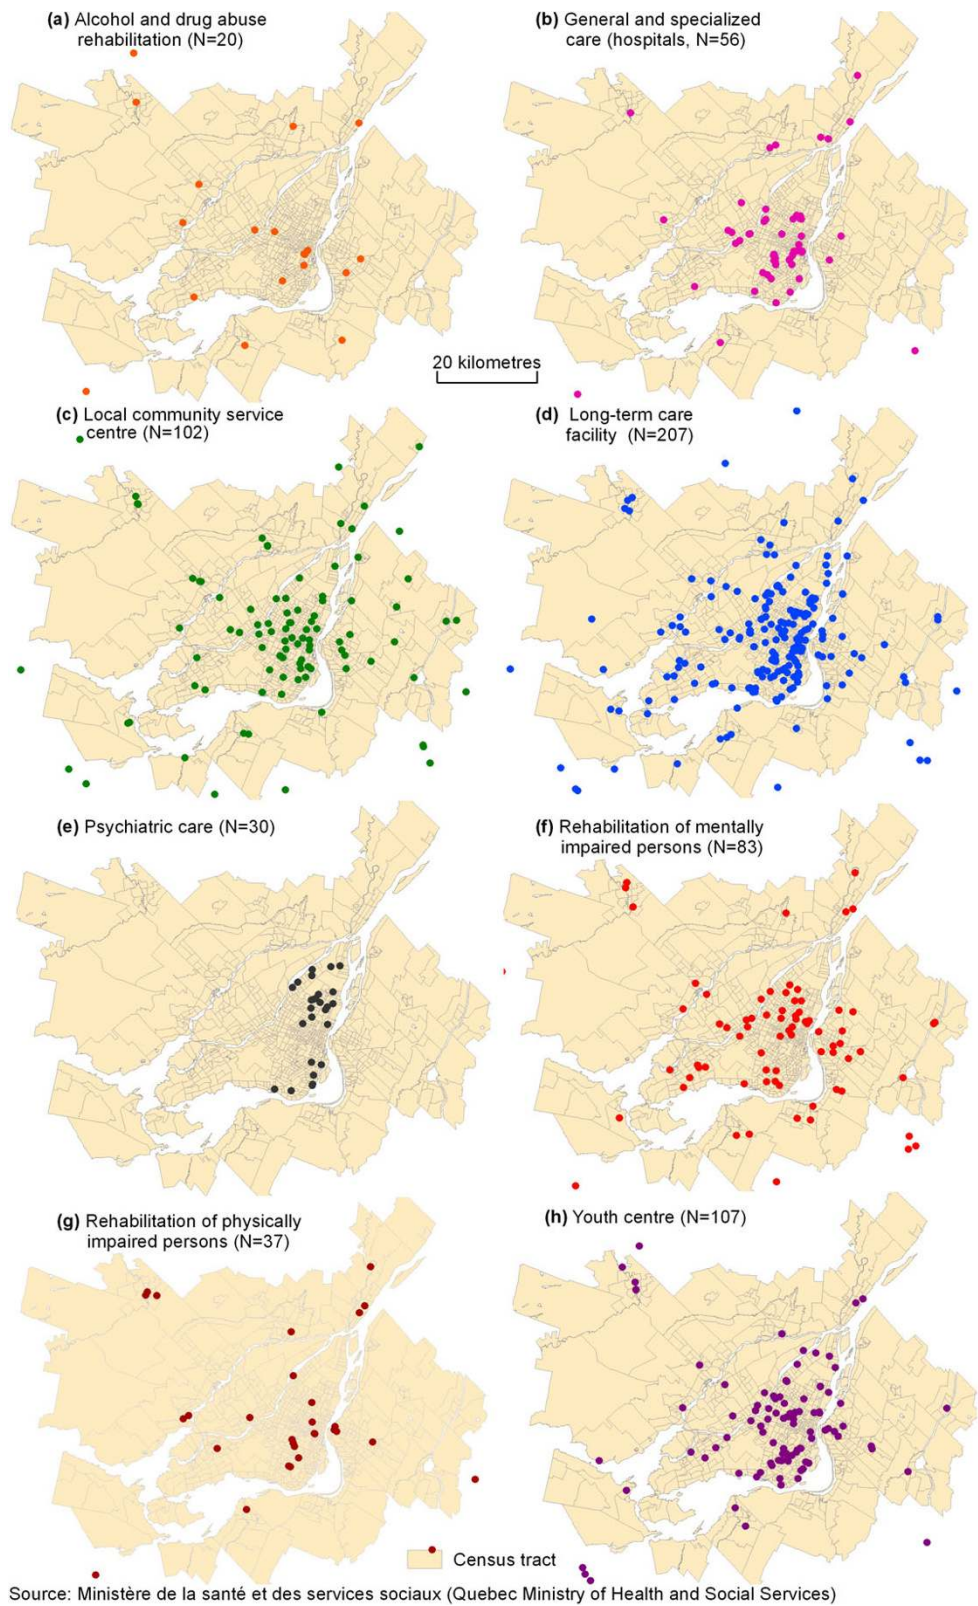 (a) Alcohol and drug abuse
rehabilitation (N=20)
(b) General and specialized
care (hospitals, N=56)
20 kilometres
(c) Local community service
centre (N=102)
(d) Long-term care
facility (N=207)
(e) Psychiatric care (N=30)
(f) Rehabilitation of mentally
impaired persons (N=83)
(g) Rehabilitation of physically
impaired persons (N=37)
(h) Youth centre (N=107)
Census tract
Source: Ministère de la santé et des services sociaux (Quebec Ministry of Health and Social Services)